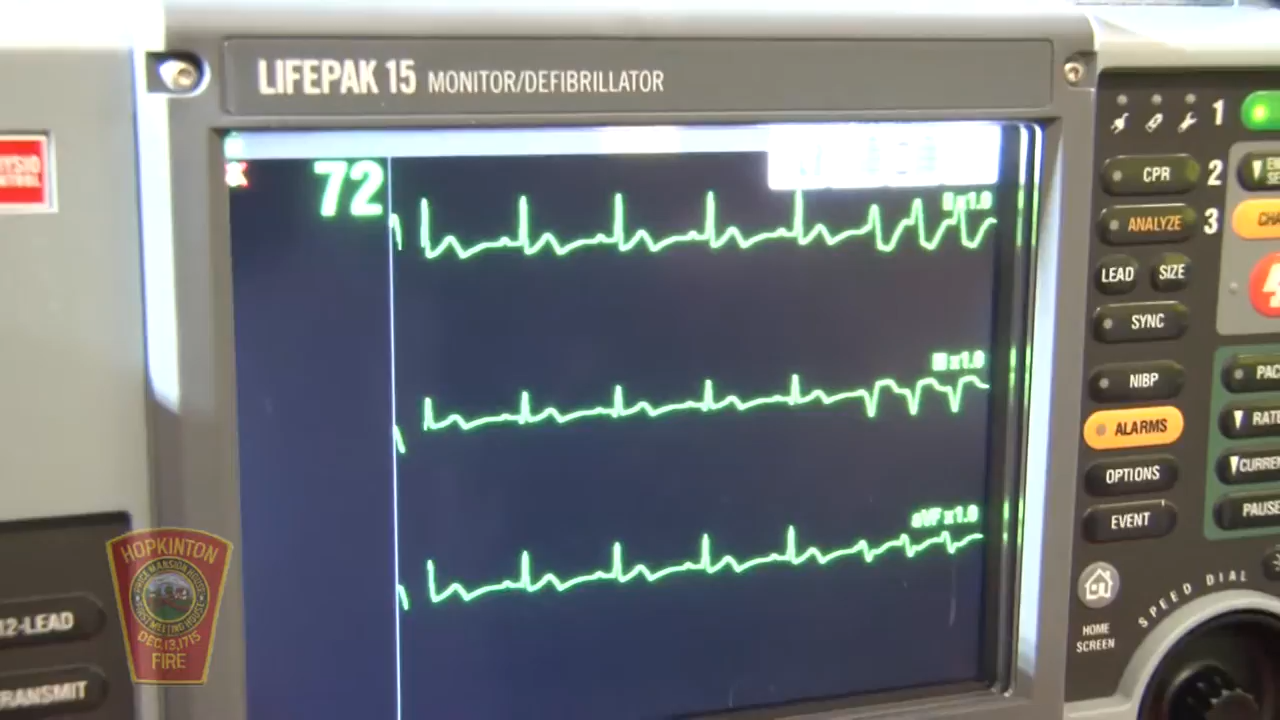 LIFEPAK 15 MONITOR/DEFIBRILLATOR
72
II x1.0
III x1.0
aVF x1.0
1
CPR
2
ANALYZE
3
LEAD
SIZE
SYNC
NIBP
ALARMS
OPTIONS
EVENT
HOME
SCREEN
SPEED DIAL
PAUSE
12-LEAD
HOPKINTON
DEC.13,1715
FIRE